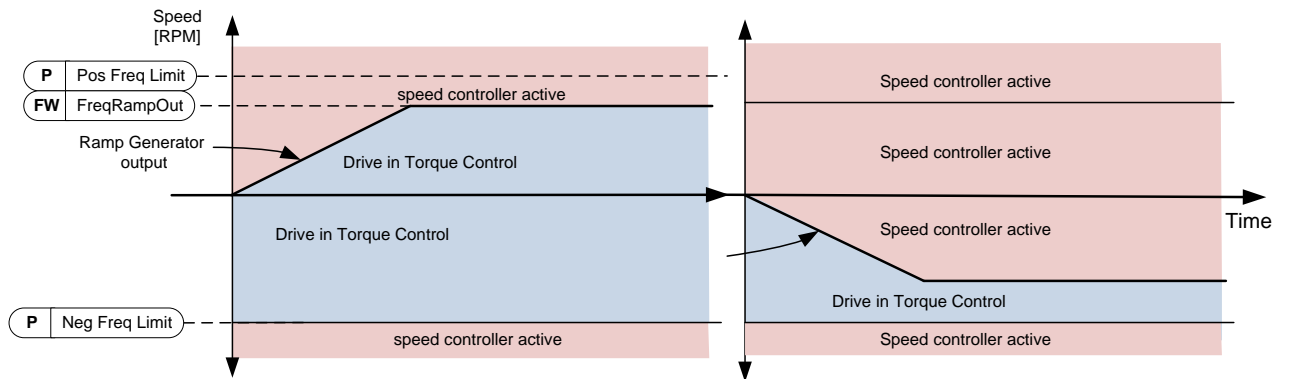 Speed
[RPM]
P Pos Freq Limit
FW FreqRampOut
speed controller active
Ramp Generator
output
Drive in Torque Control
Drive in Torque Control
P Neg Freq Limit
speed controller active
Speed controller active
Speed controller active
Speed controller active
Time
Drive in Torque Control
Speed controller active